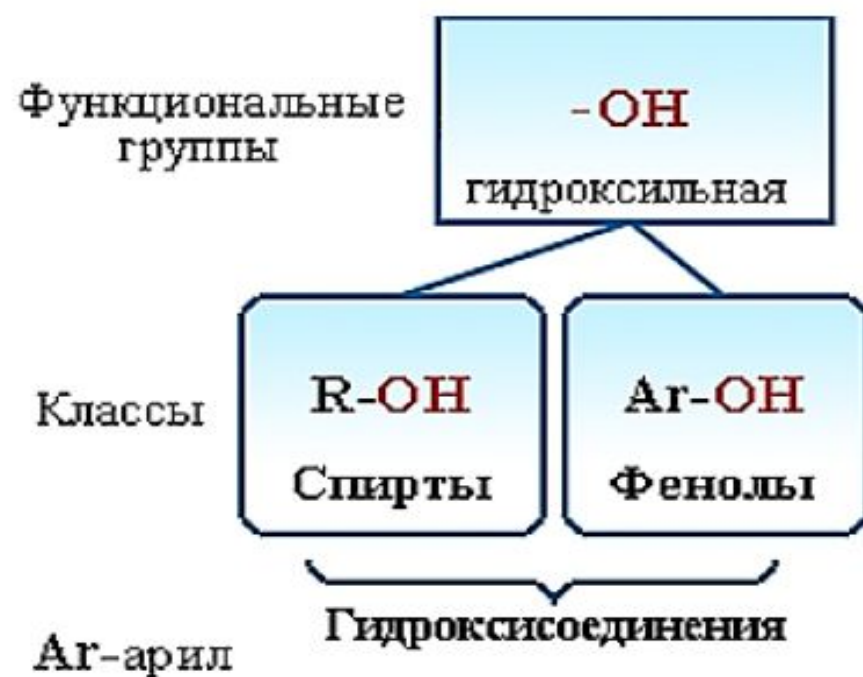 Функциональные
группы
-OH
гидроксильная
Классы
R-OH
Спирты
Ar-OH
Фенолы
Гидроксисоединения
Ar-арил